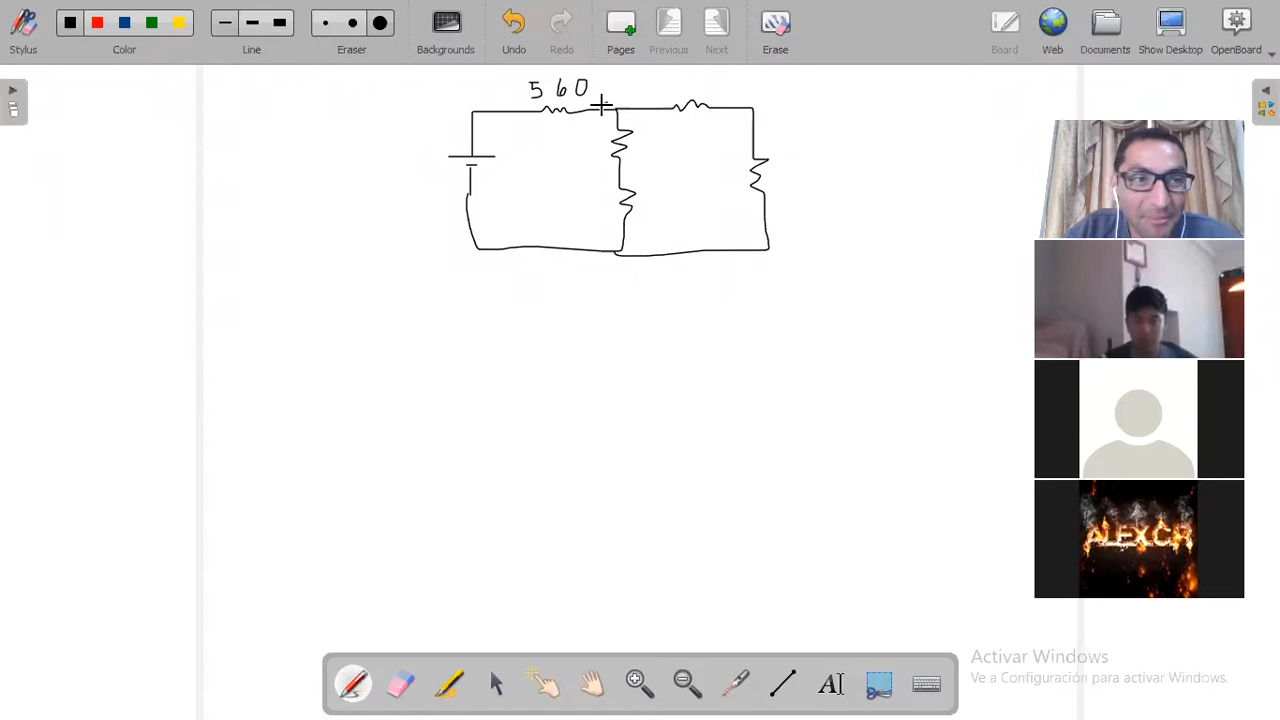 Stylus
Color
Line
Eraser
Backgrounds
Undo
Redo
Pages
Previous
Next
Erase
Board
Web
Documents
Show Desktop
OpenBoard
560
ALEXCR
AI
Activar Windows
Ve a Configuración para activar Windows.